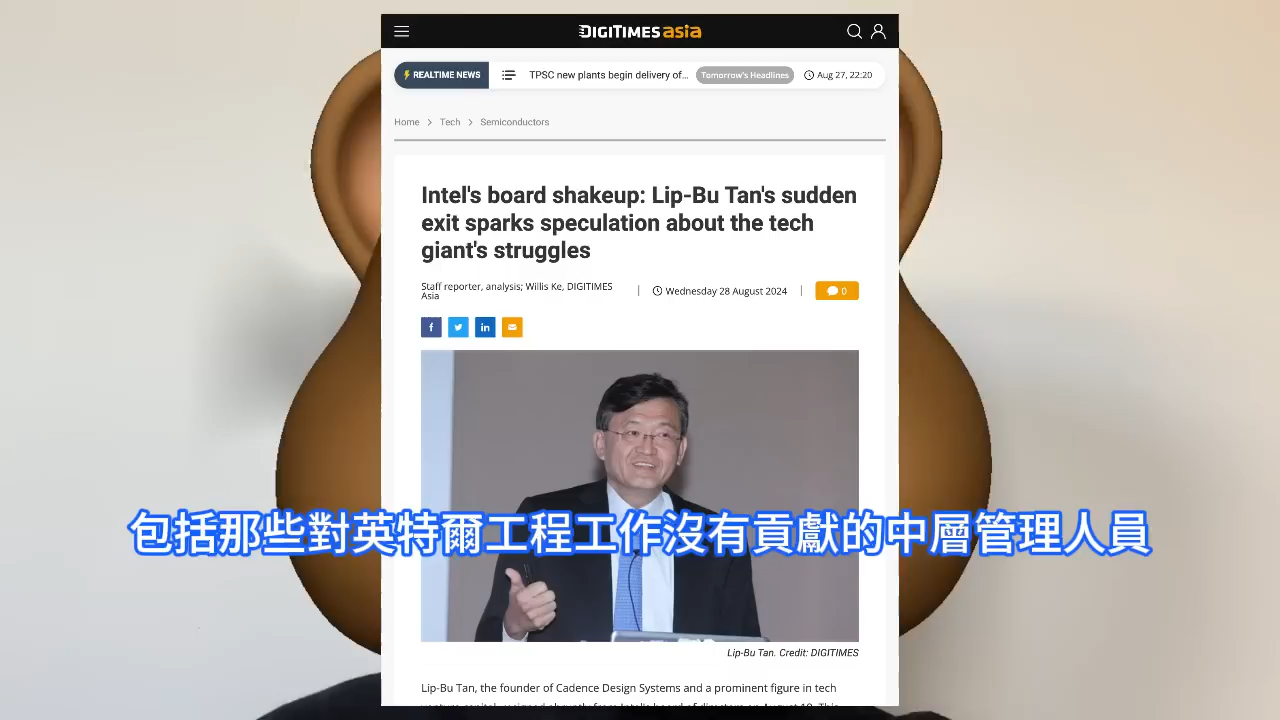 DIGITIMES asia
REALTIME NEWS
TPSC new plants begin delivery of...
Tomorrow's Headlines
Aug 27, 22:20
Home > Tech > Semiconductors
Intel's board shakeup: Lip-Bu Tan's sudden
exit sparks speculation about the tech
giant's struggles
Staff reporter, analysis; Willis Ke, DIGITIMES
Asia
Wednesday 28 August 2024
0
包括那些對英特爾工程工作沒有貢獻的中層管理人員
Lip-Bu Tan. Credit: DIGITIMES
Lip-Bu Tan, the founder of Cadence Design Systems and a prominent figure in tech